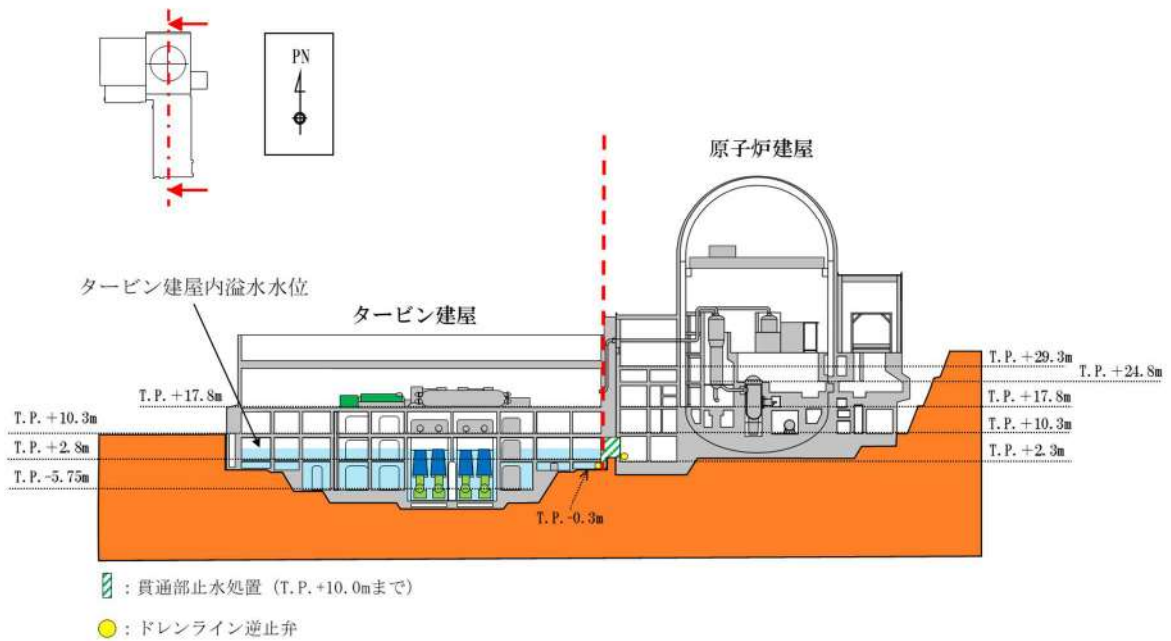 PN
原子炉建屋
タービン建屋内溢水水位
タービン建屋
T.P.+29.3m
T.P.+24.8m
T.P.+17.8m
T.P.+17.8m
T.P.+10.3m
T.P.+10.3m
T.P.+2.8m
T.P.+2.3m
T.P.-5.75m
T.P.-0.3m
：貫通部止水処置（T.P.+10.0mまで）
：ドレンライン逆止弁